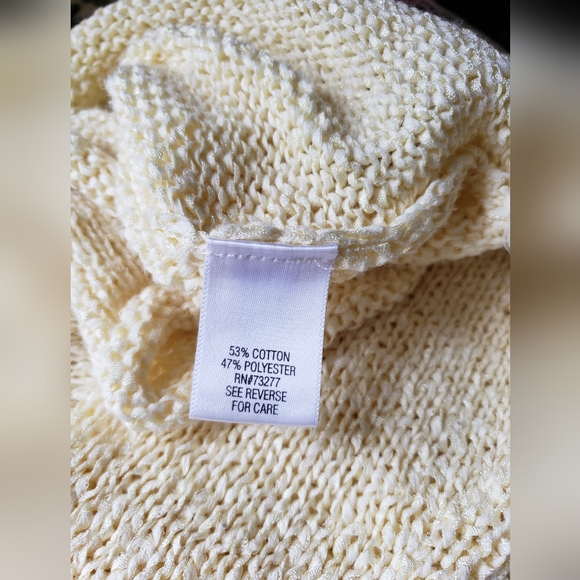 53% COTTON
47% POLYESTER
RN#73277
SEE REVERSE
FOR CARE